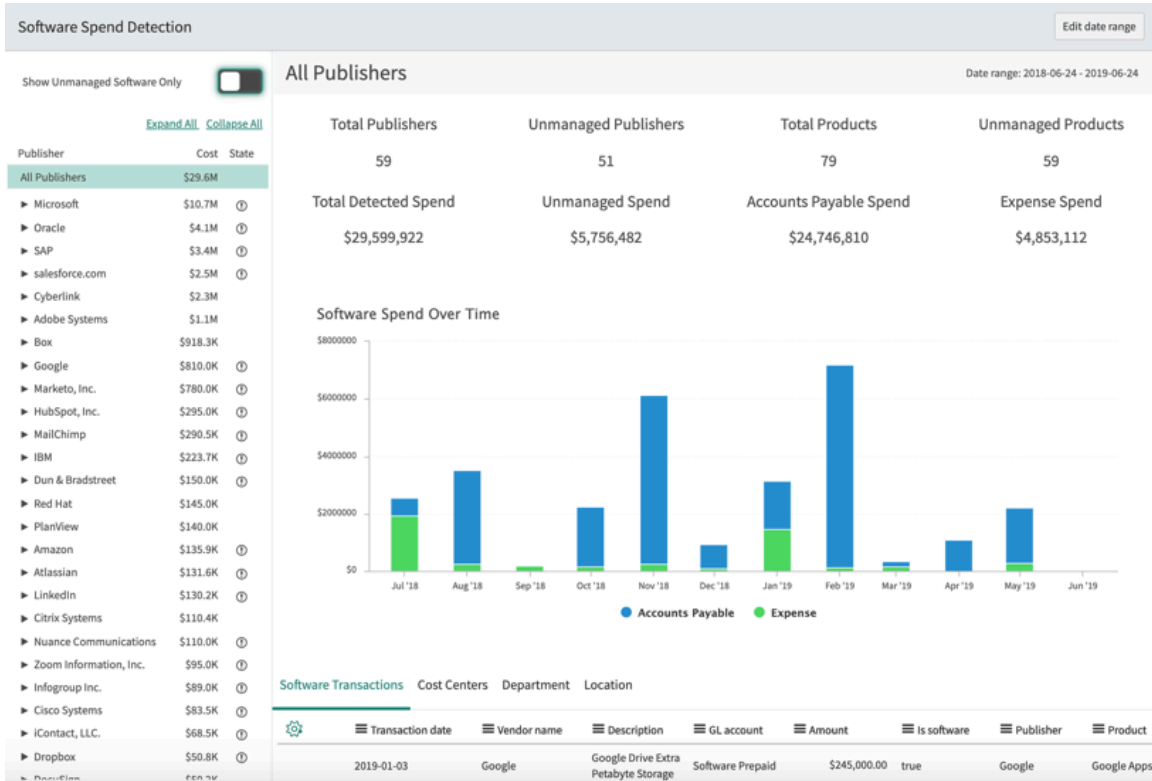 Software Spend Detection
Edit date range
Show Unmanaged Software Only
Expand All Collapse All
Publisher Cost State
All Publishers $29.6M
Microsoft $10.7M
Oracle $4.1M
SAP $3.4M
salesforce.com $2.5M
Cyberlink $2.3M
Adobe Systems $1.1M
Box $918.3K
Google $810.0K
Marketo, Inc. $780.0K
HubSpot, Inc. $295.0K
MailChimp $290.5K
IBM $223.7K
Dun & Bradstreet $150.0K
Red Hat $145.0K
PlanView $140.0K
Amazon $135.9K
Atlassian $131.6K
LinkedIn $130.2K
Citrix Systems $110.4K
Nuance Communications $110.0K
Zoom Information, Inc. $95.0K
Infogroup Inc. $89.0K
Cisco Systems $83.5K
iContact, LLC. $68.5K
Dropbox $50.8K
All Publishers
Date range: 2018-06-24 - 2019-06-24
Total Publishers Unmanaged Publishers Total Products Unmanaged Products
59 51 79 59
Total Detected Spend Unmanaged Spend Accounts Payable Spend Expense Spend
$29,599,922 $5,756,482 $24,746,810 $4,853,112
Software Spend Over Time
$8000000
$6000000
$4000000
$2000000
$0
Jul '18 Aug '18 Sep '18 Oct '18 Nov '18 Dec '18 Jan '19 Feb '19 Mar '19 Apr '19 May '19 Jun '19
Accounts Payable Expense
Software Transactions Cost Centers Department Location
Transaction date Vendor name Description GL account Amount Is software Publisher Product
2019-01-03 Google Google Drive Extra Software Prepaid $245,000.00 true Google Google Apps
Petabyte Storage